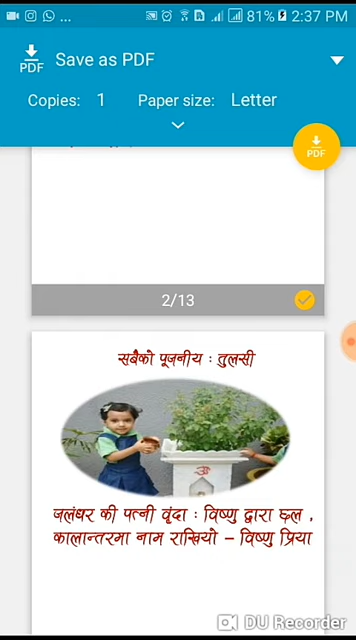 81% 2:37 PM
PDF Save as PDF
Copies: 1 Paper size: Letter
PDF
2/13
सबैको पूजनीय : तुलसी
ॐ
जलंधर की पत्नी वृंदा : विष्णु द्वारा छल ,
कालान्तरमा नाम राखियो – विष्णु प्रिया
DU Recorder